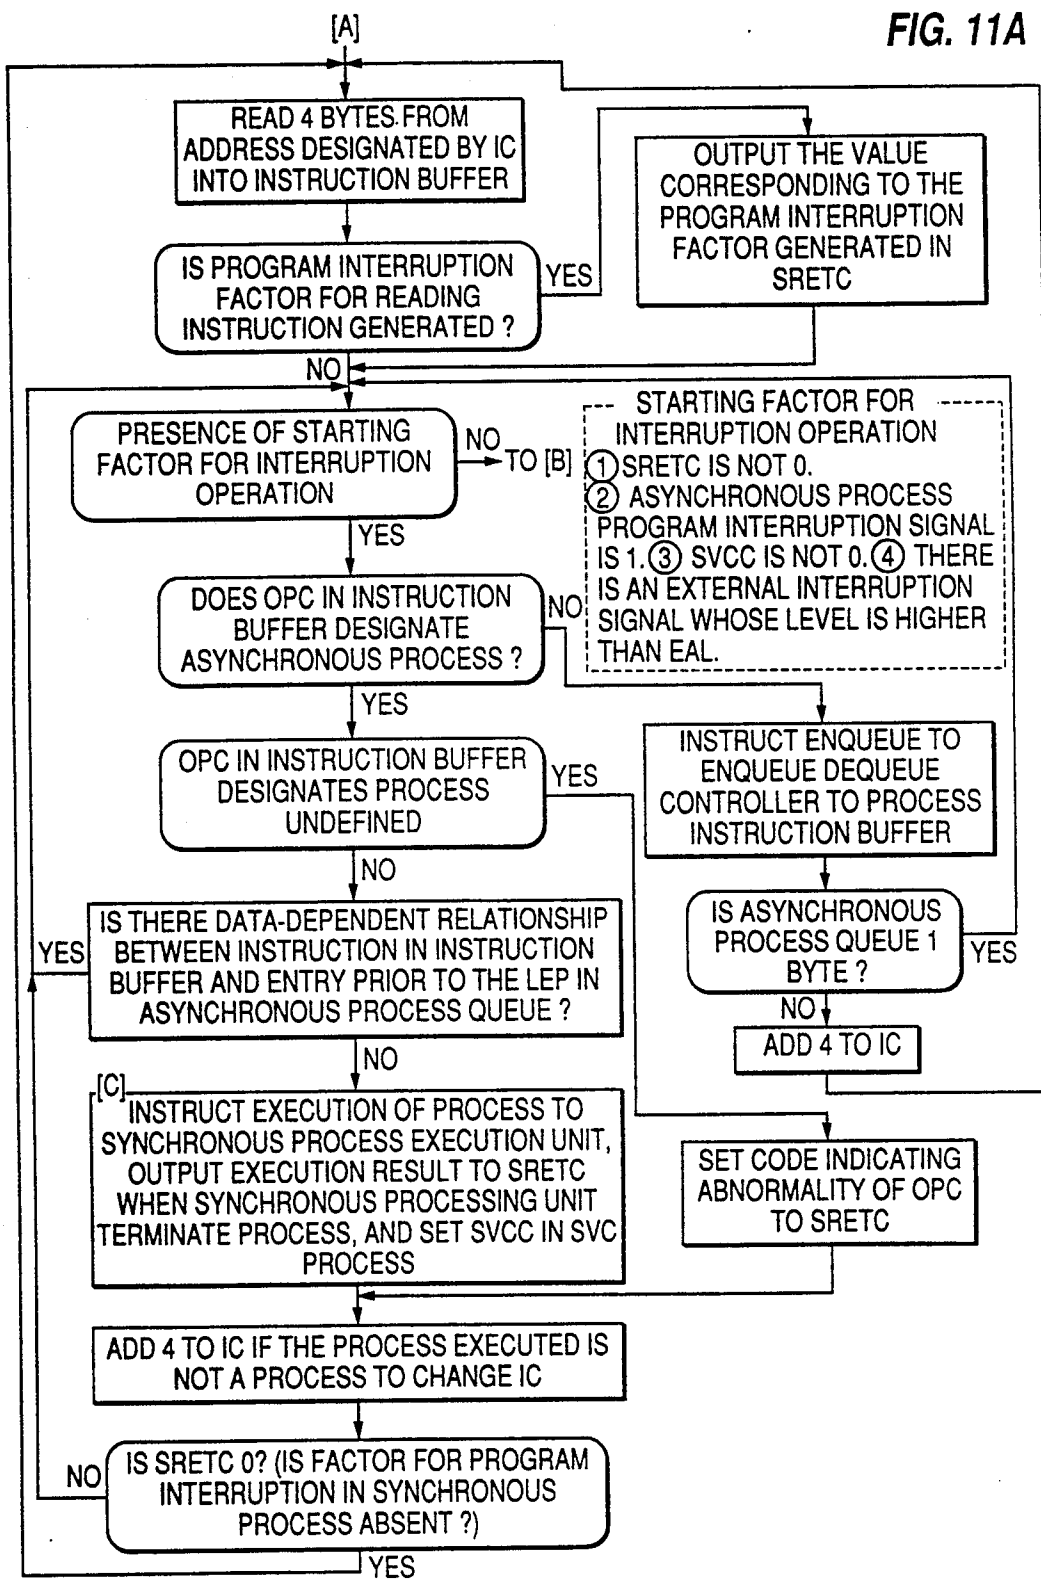 FIG. 11A
[A]
READ 4 BYTES FROM
ADDRESS DESIGNATED BY IC
INTO INSTRUCTION BUFFER
OUTPUT THE VALUE
CORRESPONDING TO THE
PROGRAM INTERRUPTION
FACTOR GENERATED IN
SRETC
IS PROGRAM INTERRUPTION
FACTOR FOR READING
INSTRUCTION GENERATED ?
YES
NO
PRESENCE OF STARTING
FACTOR FOR INTERRUPTION
OPERATION
NO
TO [B]
YES
STARTING FACTOR FOR
INTERRUPTION OPERATION
① SRETC IS NOT 0.
② ASYNCHRONOUS PROCESS
PROGRAM INTERRUPTION SIGNAL
IS 1. ③ SVCC IS NOT 0. ④ THERE
IS AN EXTERNAL INTERRUPTION
SIGNAL WHOSE LEVEL IS HIGHER
THAN EAL.
DOES OPC IN INSTRUCTION
BUFFER DESIGNATE
ASYNCHRONOUS PROCESS ?
NO
YES
OPC IN INSTRUCTION BUFFER
DESIGNATES PROCESS
UNDEFINED
YES
NO
INSTRUCT ENQUEUE TO
ENQUEUE DEQUEUE
CONTROLLER TO PROCESS
INSTRUCTION BUFFER
IS ASYNCHRONOUS
PROCESS QUEUE 1
BYTE ?
YES
NO
ADD 4 TO IC
IS THERE DATA-DEPENDENT RELATIONSHIP
BETWEEN INSTRUCTION IN INSTRUCTION
BUFFER AND ENTRY PRIOR TO THE LEP IN
ASYNCHRONOUS PROCESS QUEUE ?
YES
NO
[C]
INSTRUCT EXECUTION OF PROCESS TO
SYNCHRONOUS PROCESS EXECUTION UNIT,
OUTPUT EXECUTION RESULT TO SRETC
WHEN SYNCHRONOUS PROCESSING UNIT
TERMINATE PROCESS, AND SET SVCC IN SVC
PROCESS
SET CODE INDICATING
ABNORMALITY OF OPC
TO SRETC
ADD 4 TO IC IF THE PROCESS EXECUTED IS
NOT A PROCESS TO CHANGE IC
IS SRETC 0? (IS FACTOR FOR PROGRAM
INTERRUPTION IN SYNCHRONOUS
PROCESS ABSENT ?)
NO
YES